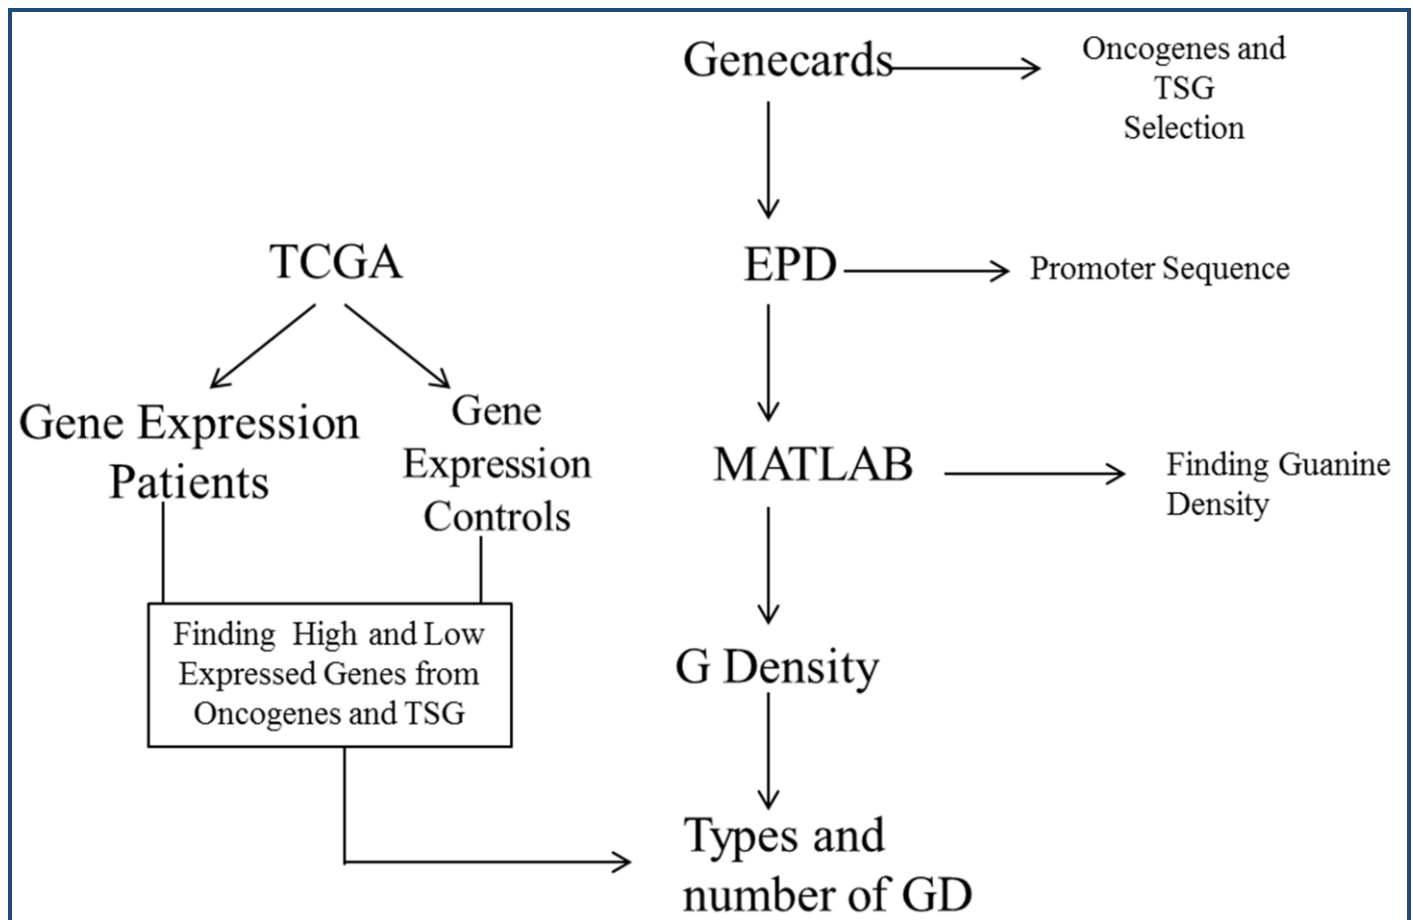 Genecards
Oncogenes and
TSG
Selection
TCGA
EPD
Promoter Sequence
Gene Expression
Patients
Gene
Expression
Controls
MATLAB
Finding Guanine
Density
Finding High and Low
Expressed Genes from
Oncogenes and TSG
G Density
Types and
number of GD